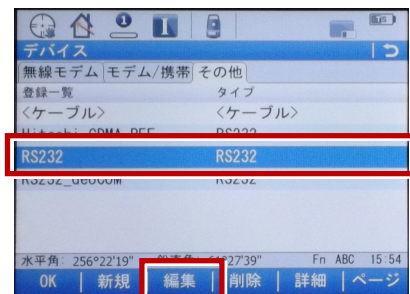 デバイス
無線モデム モデム/携帯 その他
登録一覧 タイプ
<ケーブル> <ケーブル>
RS232 RS232
水平角: 256°22'19" 27'39" Fn ABC 15:54
OK 新規 編集 削除 詳細 ページ